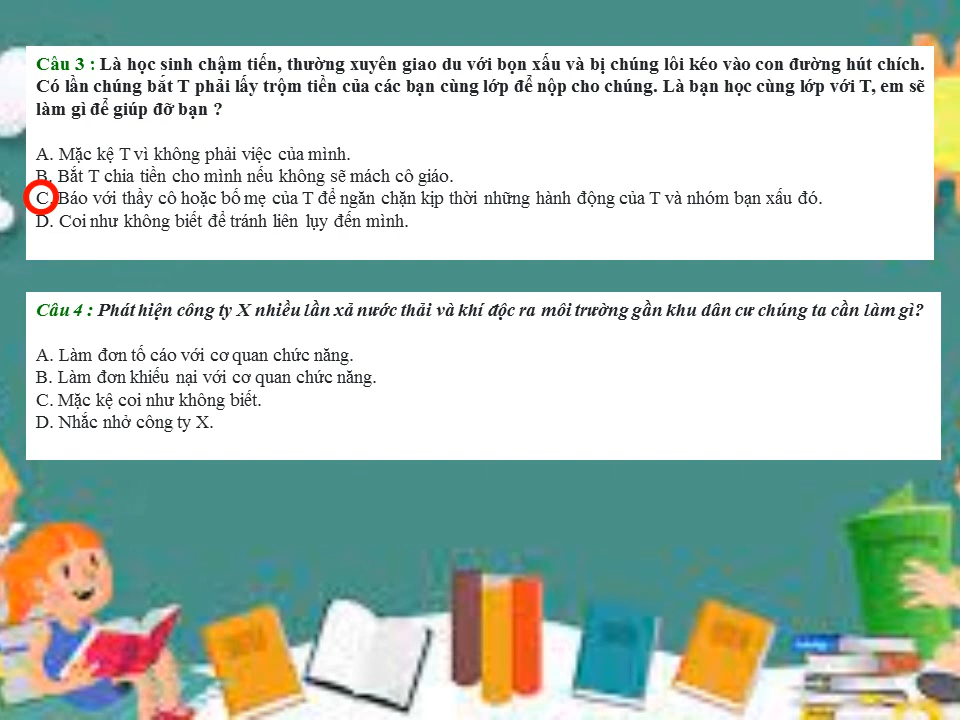 Câu 3 : Là học sinh chậm tiến, thường xuyên giao du với bọn xấu và bị chúng lôi kéo vào con đường hút chích.
Có lần chúng bắt T phải lấy trộm tiền của các bạn cùng lớp để nộp cho chúng. Là bạn học cùng lớp với T, em sẽ
làm gì để giúp đỡ bạn ?
A. Mặc kệ T vì không phải việc của mình.
B. Bắt T chia tiền cho mình nếu không sẽ mách cô giáo.
C. Báo với thầy cô hoặc bố mẹ của T để ngăn chặn kịp thời những hành động của T và nhóm bạn xấu đó.
D. Coi như không biết để tránh liên lụy đến mình.
Câu 4 : Phát hiện công ty X nhiều lần xả nước thải và khí độc ra môi trường gần khu dân cư chúng ta cần làm gì?
A. Làm đơn tố cáo với cơ quan chức năng.
B. Làm đơn khiếu nại với cơ quan chức năng.
C. Mặc kệ coi như không biết.
D. Nhắc nhở công ty X.